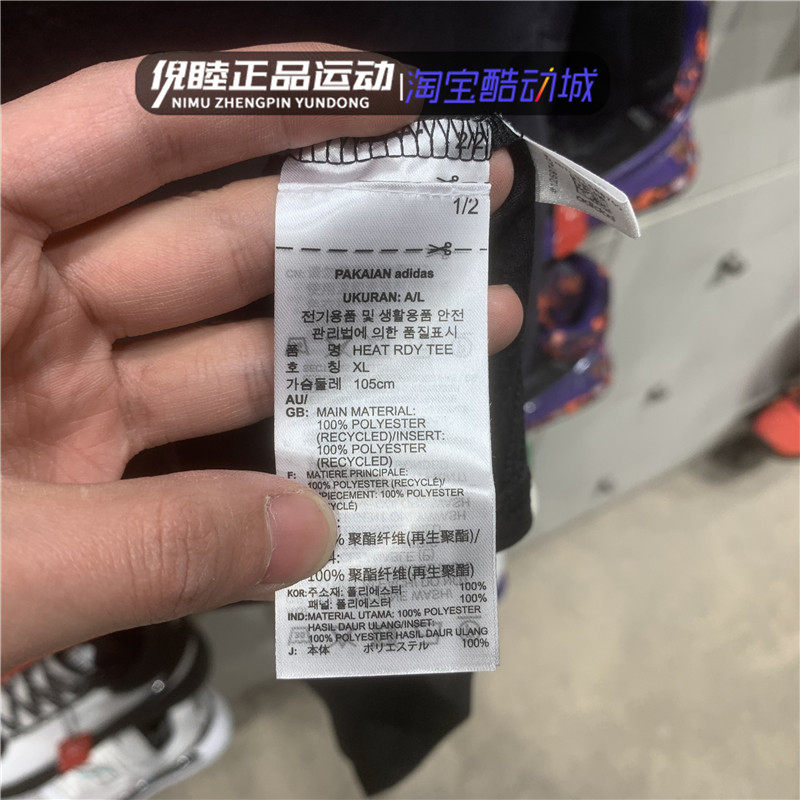 倪睦正品运动|淘宝酷动城
NIMU ZHENGPIN YUNDONG
2/2
1/2
PAKAIAN adidas
UKURAN: A/L
전기용품 및 생활용품 안전
관리법에 의한 품질표시
품 명 HEAT RDY TEE
호 칭 XL
가슴둘레 105cm
AU/
GB: MAIN MATERIAL:
100% POLYESTER
(RECYCLED)/INSERT:
100% POLYESTER
(RECYCLED)
F: MATIERE PRINCIPALE:
100% POLYESTER (RECYCLÉ)/
PIECEMENT: 100% POLYESTER
CYCLÉ)
% 聚酯纤维(再生聚酯)/
100% 聚酯纤维(再生聚酯)
KOR: 주소재: 폴리에스터 100%
패널: 폴리에스터 100%
IND: MATERIAL UTAMA: 100% POLYESTER
HASIL DAUR ULANG/INSET:
100% POLYESTER HASIL DAUR ULANG
J: 本体 ポリエステル 100%